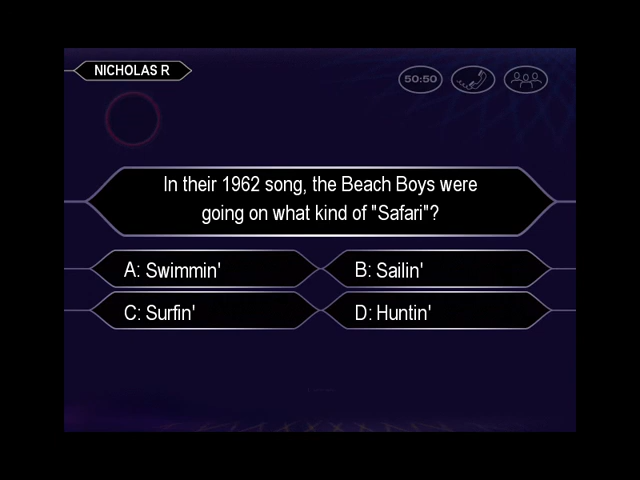 NICHOLAS R
50:50
In their 1962 song, the Beach Boys were
going on what kind of "Safari"?
A: Swimmin'
B: Sailin'
C: Surfin'
D: Huntin'